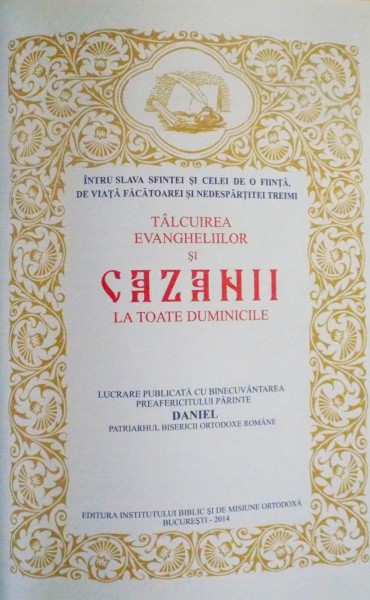 ÎNTRU SLAVA SFINTEI ȘI CELEI DE O FIINȚĂ,
DE VIAȚĂ FĂCĂTOAREI ȘI NEDESPĂRȚITEI TREIMI
TÂLCUIREA
EVANGHELIILOR
ȘI
CAZANII
LA TOATE DUMINICILE
LUCRARE PUBLICATĂ CU BINECUVÂNTAREA
PREAFERICITULUI PĂRINTE
DANIEL
PATRIARHUL BISERICII ORTODOXE ROMÂNE
EDITURA INSTITUTULUI BIBLIC ȘI DE MISIUNE ORTODOXĂ
BUCUREȘTI - 2014